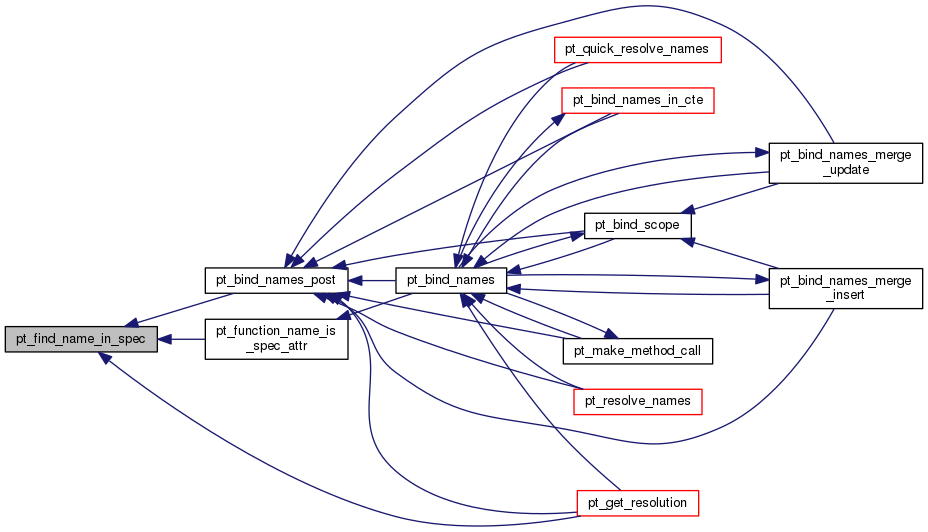 pt_quick_resolve_names
pt_bind_names_in_cte
pt_bind_names_merge
_update
pt_bind_scope
pt_bind_names_post
pt_bind_names
pt_bind_names_merge
_insert
pt_find_name_in_spec
pt_function_name_is
_spec_attr
pt_make_method_call
pt_resolve_names
pt_get_resolution